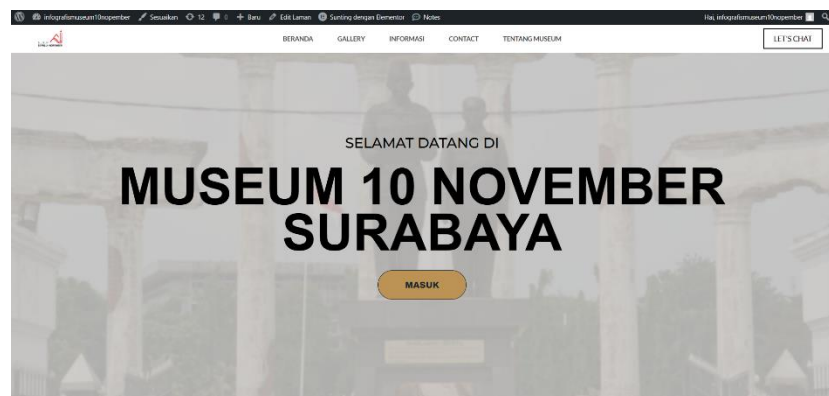 infografismuseum10nopember Sesuaikan 12 0 + Baru Edit Laman Sunting dengan Elementor Notes Hai, infografismuseum10nopember
BERANDA GALLERY INFORMASI CONTACT TENTANG MUSEUM LET'S CHAT
SELAMAT DATANG DI
MUSEUM 10 NOVEMBER
SURABAYA
MASUK